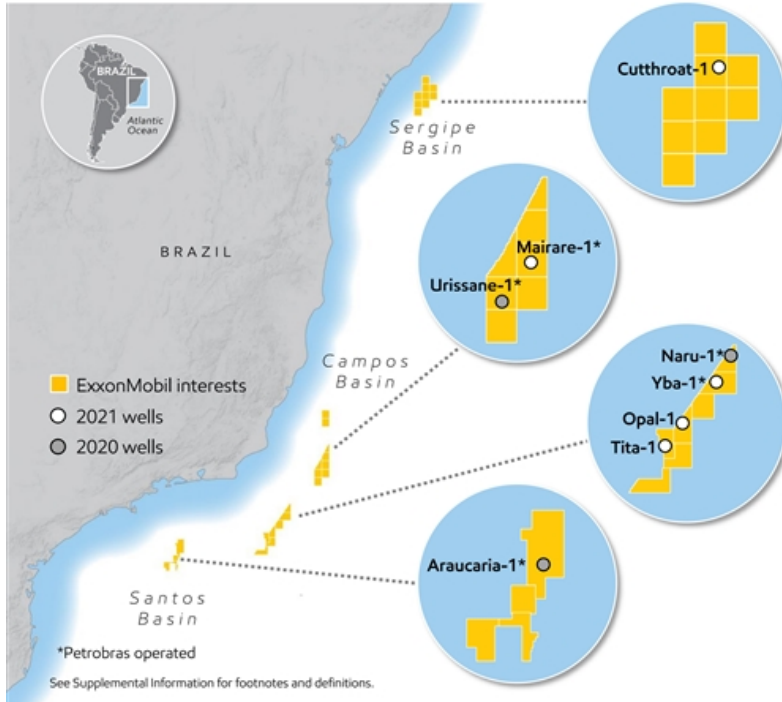 BRAZIL
Atlantic
Ocean
Cutthroat-1
Sergipe
Basin
BRAZIL
Mairare-1*
Urissane-1*
Campos
Basin
Naru-1*
Yba-1*
Opal-1
Tita-1
ExxonMobil interests
2021 wells
2020 wells
Araucaria-1*
Santos
Basin
*Petrobras operated
See Supplemental Information for footnotes and definitions.